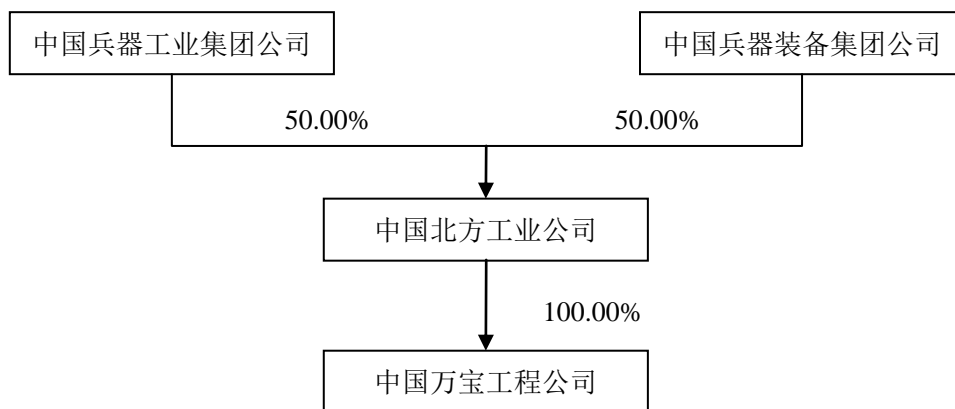 中国兵器工业集团公司
中国兵器装备集团公司
50.00%
50.00%
中国北方工业公司
100.00%
中国万宝工程公司